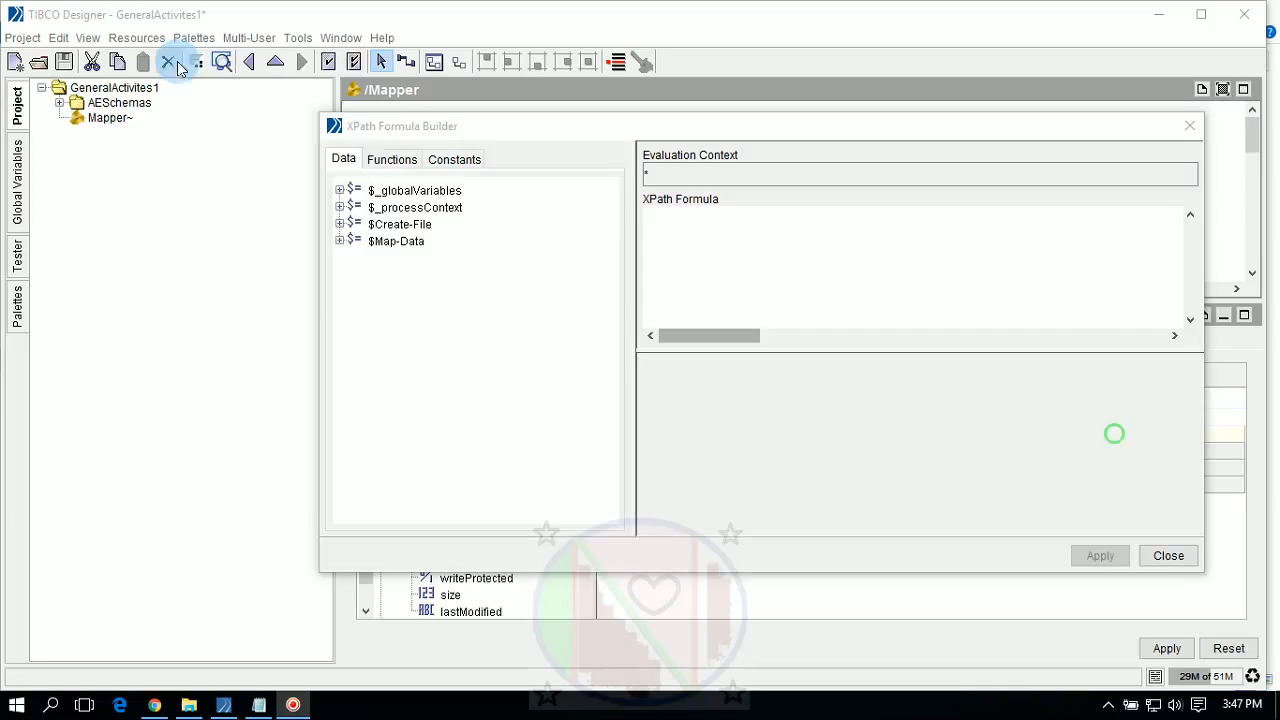 TIBCO Designer - GeneralActivites1*
Project Edit View Resources Palettes Multi-User Tools Window Help
Project
Global Variables
Tester
Palettes
GeneralActivites1
AESchemas
Mapper~
/Mapper
XPath Formula Builder
Data Functions Constants
$_globalVariables
$_processContext
$Create-File
$Map-Data
Evaluation Context
*
XPath Formula
Apply Close
writeProtected
123 size
ABC lastModified
Apply Reset
29M of 51M
3:47 PM